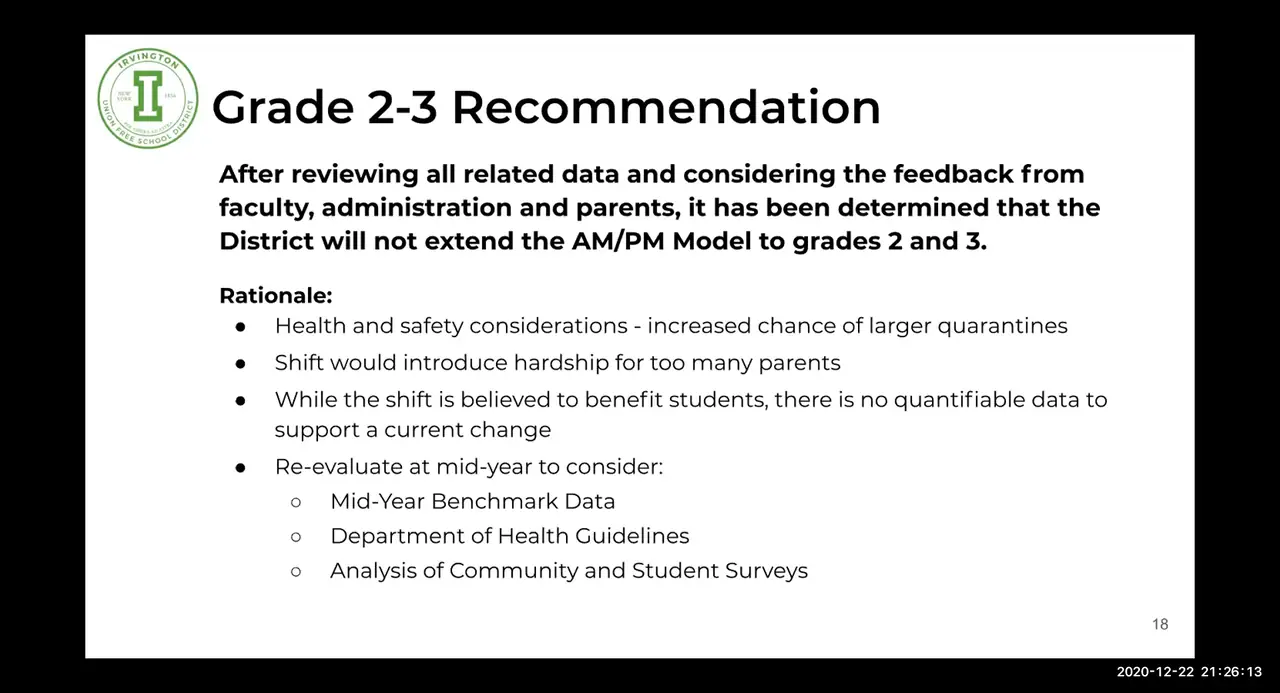 IRVINGTON
UNION FREE SCHOOL DISTRICT
NEW YORK
I
Grade 2-3 Recommendation
After reviewing all related data and considering the feedback from
faculty, administration and parents, it has been determined that the
District will not extend the AM/PM Model to grades 2 and 3.
Rationale:
● Health and safety considerations - increased chance of larger quarantines
● Shift would introduce hardship for too many parents
● While the shift is believed to benefit students, there is no quantifiable data to
support a current change
● Re-evaluate at mid-year to consider:
○ Mid-Year Benchmark Data
○ Department of Health Guidelines
○ Analysis of Community and Student Surveys
18
2020-12-22 21:26:13